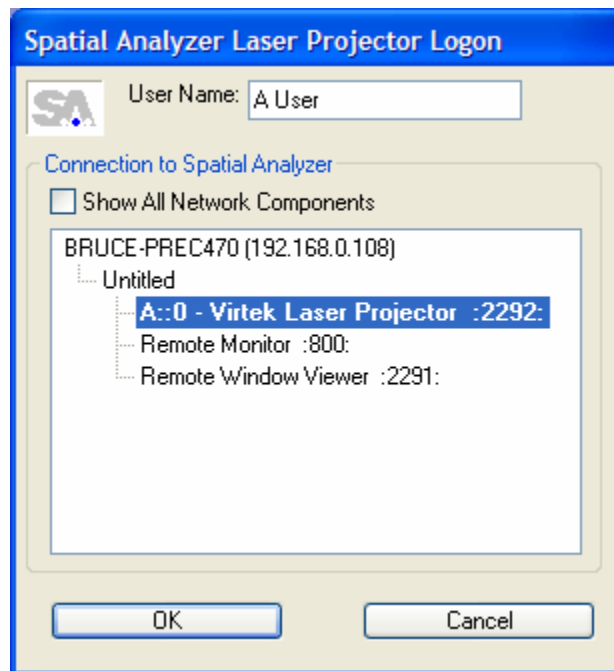 Spatial Analyzer Laser Projector Logon
SA
User Name: A User
Connection to Spatial Analyzer
Show All Network Components
BRUCE-PREC470 (192.168.0.108)
Untitled
A::0 - Virtek Laser Projector :2292:
Remote Monitor :800:
Remote Window Viewer :2291:
OK Cancel